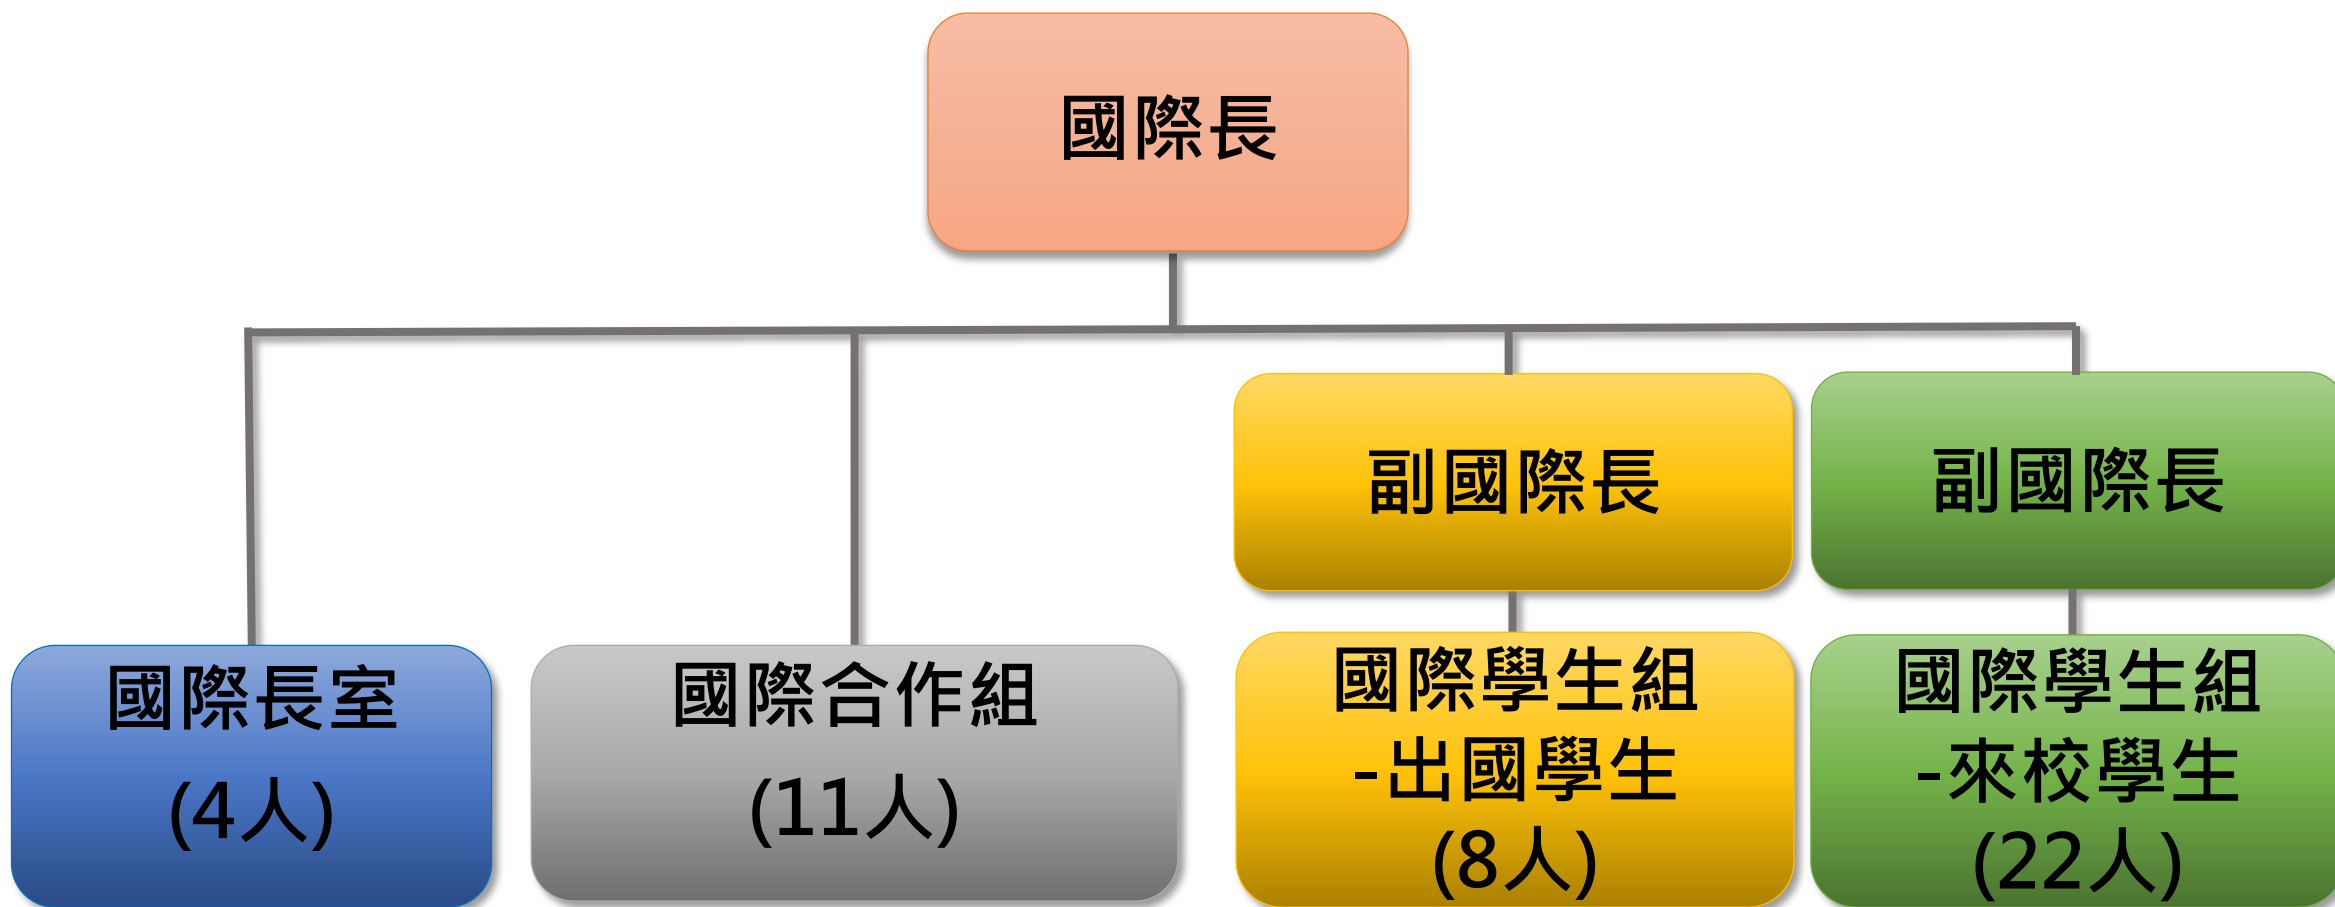 國際長
副國際長
副國際長
國際長室
(4人)
國際合作組
(11人)
國際學生組
-出國學生
(8人)
國際學生組
-來校學生
(22人)